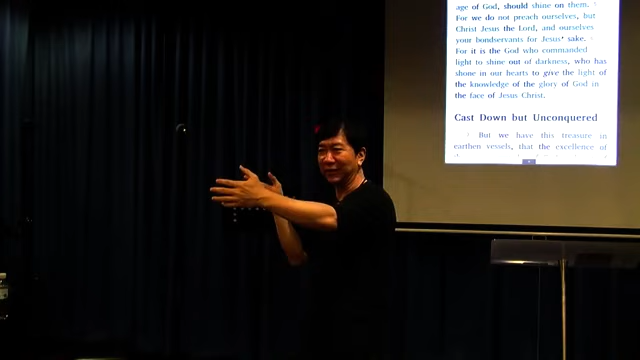 age of God, should shine on them.
For we do not preach ourselves, but
Christ Jesus the Lord, and ourselves
your bondservants for Jesus' sake.
For it is the God who commanded
light to shine out of darkness, who has
shone in our hearts to give the light of
the knowledge of the glory of God in
the face of Jesus Christ.
Cast Down but Unconquered
But we have this treasure in
earthen vessels, that the excellence of